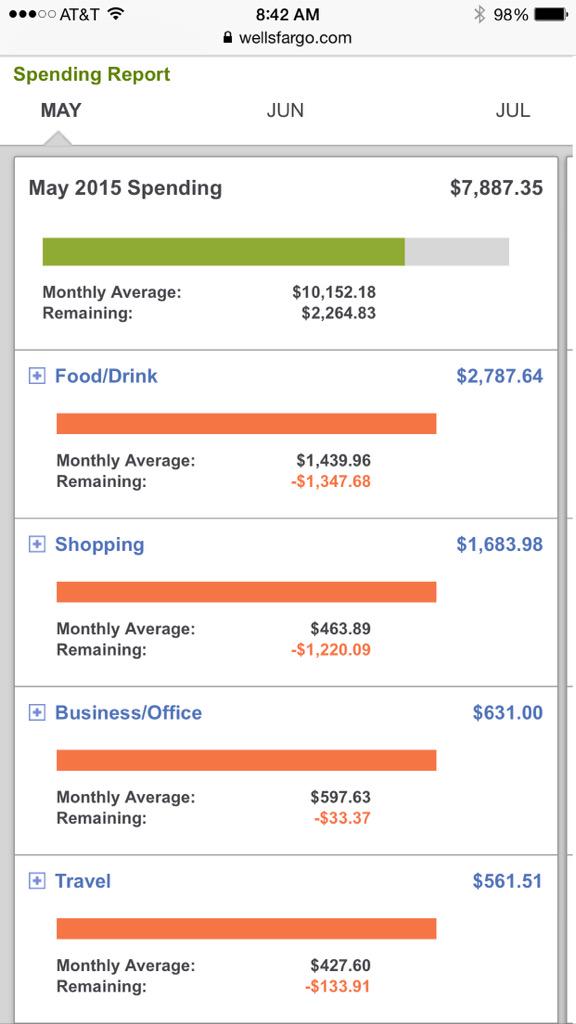 AT&T 8:42 AM 98%
wellsfargo.com
Spending Report
MAY JUN JUL
May 2015 Spending $7,887.35
Monthly Average: $10,152.18
Remaining: $2,264.83
Food/Drink $2,787.64
Monthly Average: $1,439.96
Remaining: -$1,347.68
Shopping $1,683.98
Monthly Average: $463.89
Remaining: -$1,220.09
Business/Office $631.00
Monthly Average: $597.63
Remaining: -$33.37
Travel $561.51
Monthly Average: $427.60
Remaining: -$133.91